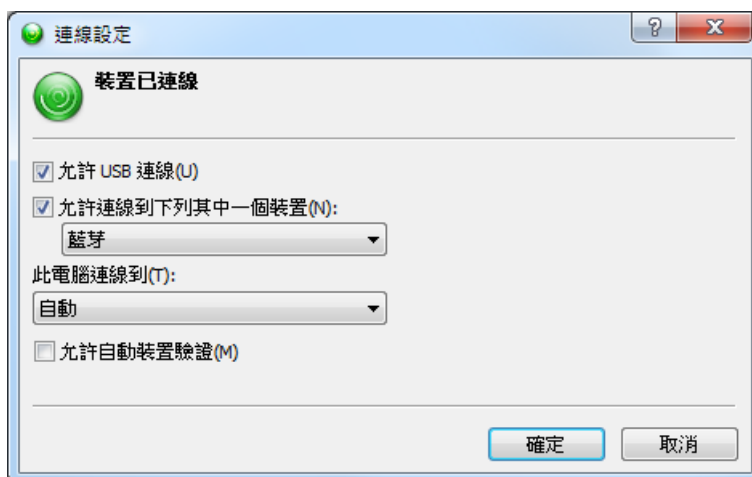 連線設定
裝置已連線
允許 USB 連線(U)
允許連線到下列其中一個裝置(N):
藍芽
此電腦連線到(T):
自動
允許自動裝置驗證(M)
確定
取消